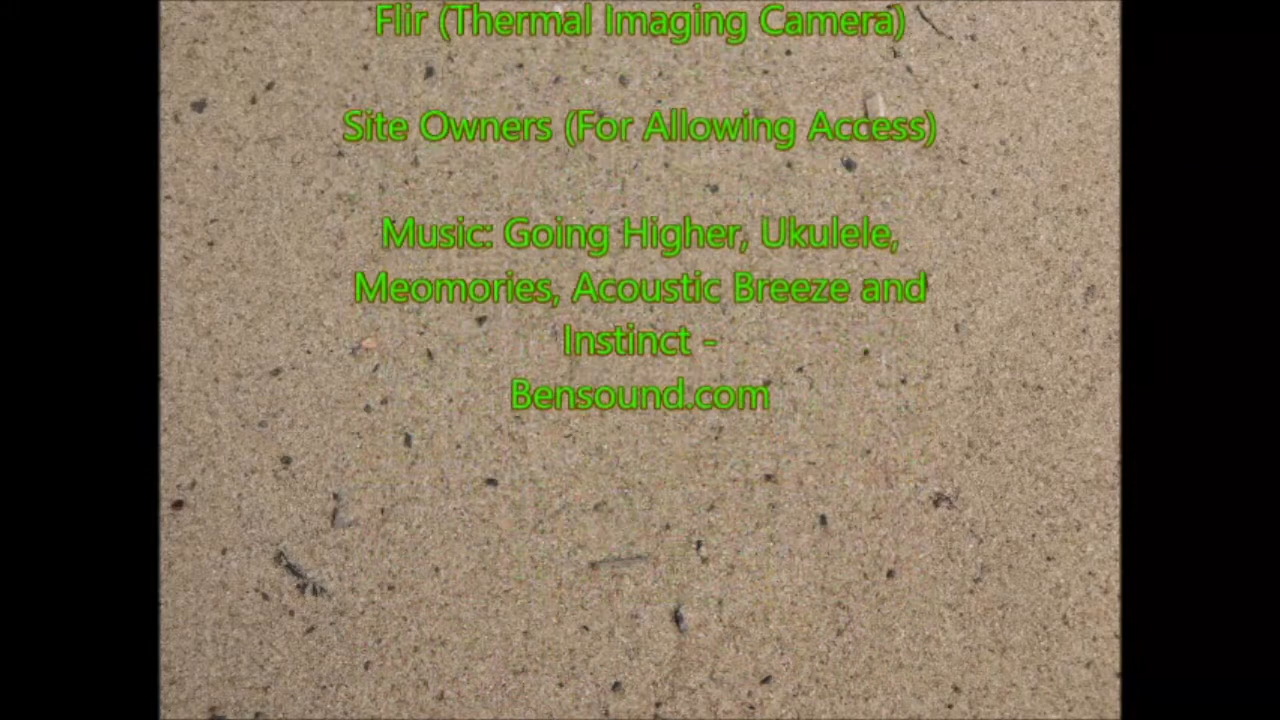 Flir (Thermal Imaging Camera)
Site Owners (For Allowing Access)
Music: Going Higher, Ukulele,
Meomories, Acoustic Breeze and
Instinct -
Bensound.com